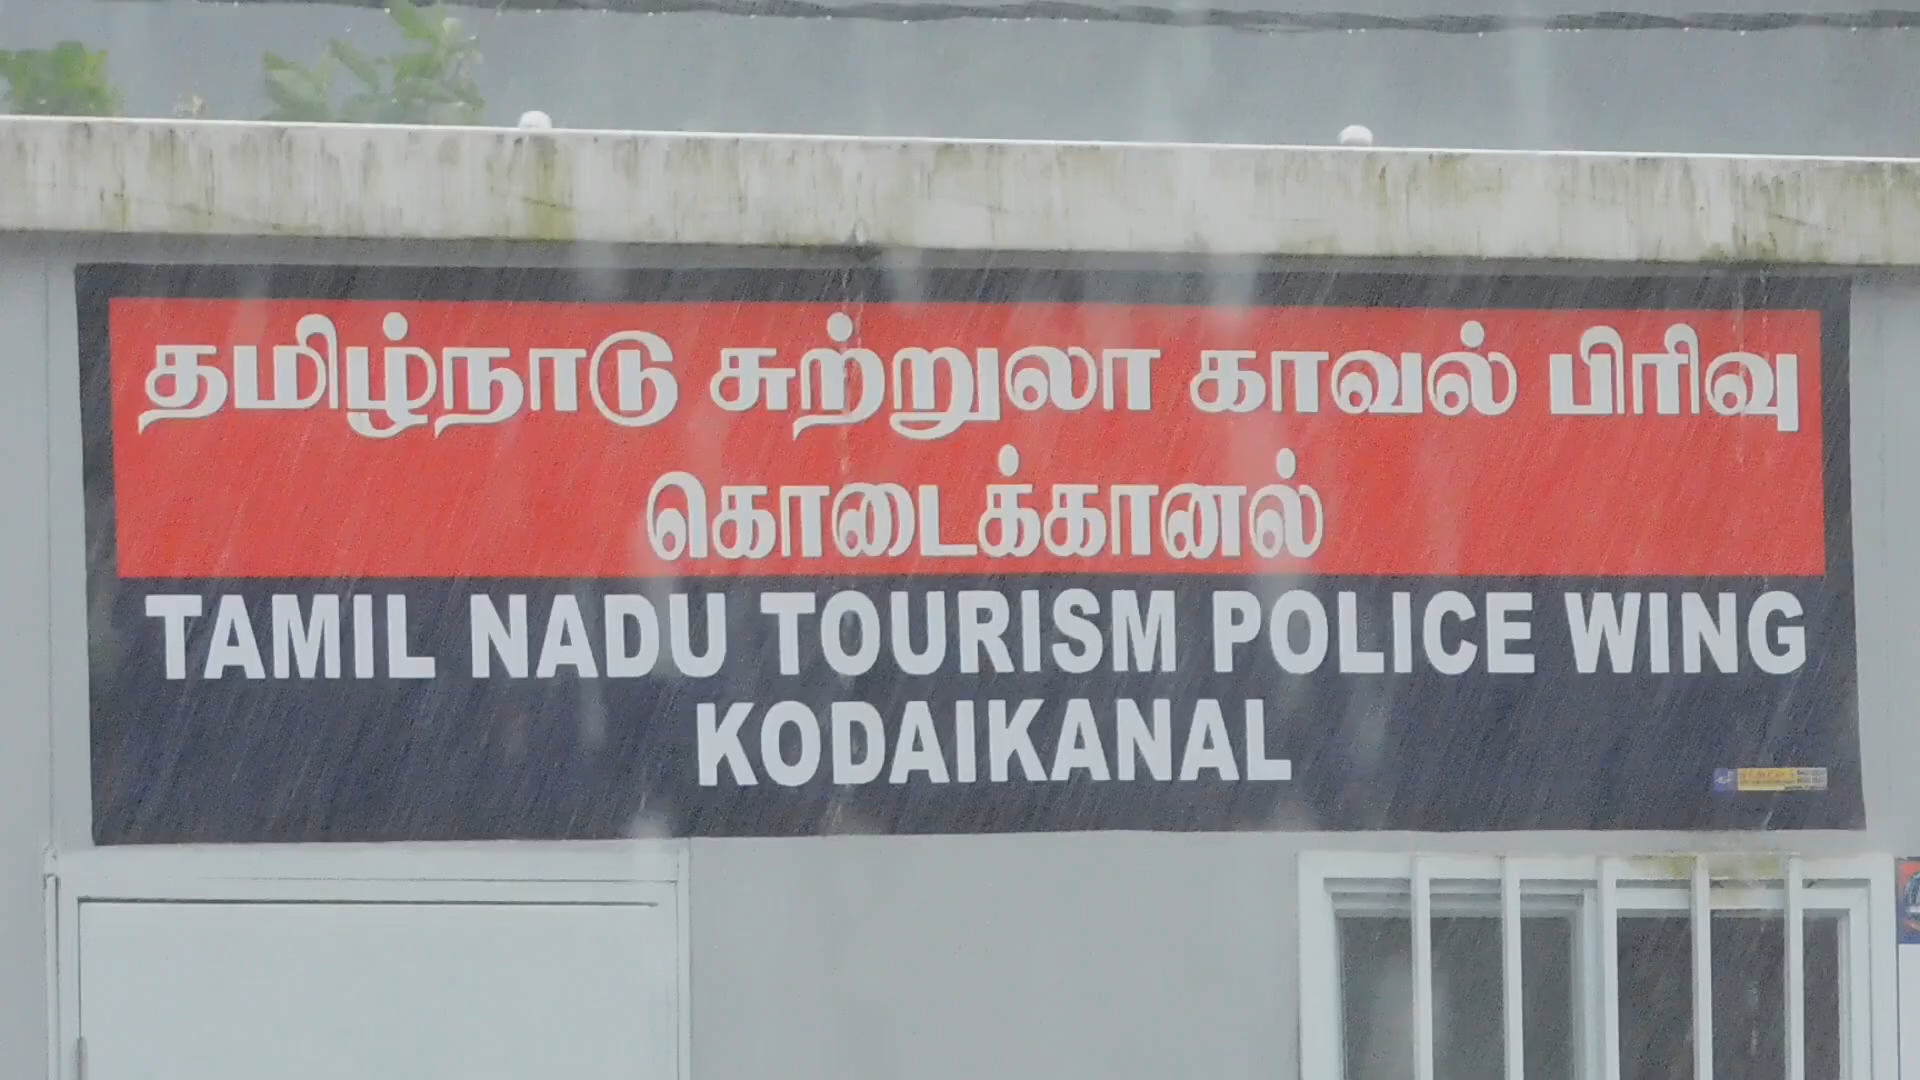 தமிழ்நாடு சுற்றுலா காவல் பிரிவு
கொடைக்கானல்
TAMIL NADU TOURISM POLICE WING
KODAIKANAL